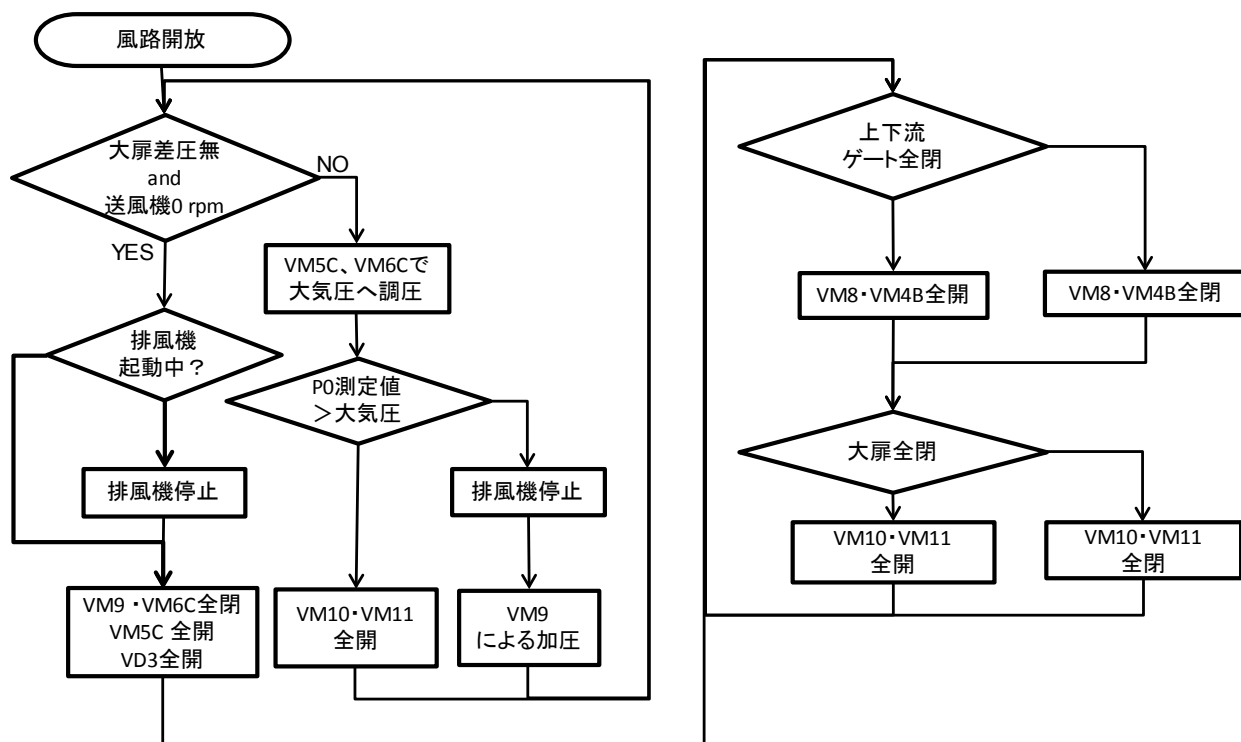 風路開放
大扉差圧無
and
送風機0 rpm
NO
YES
VM5C、VM6Cで
大気圧へ調圧
排風機
起動中？
P0測定値
＞大気圧
排風機停止
排風機停止
VM9 ・VM6C全閉
VM5C 全開
VD3全開
VM10・VM11
全開
VM9
による加圧
上下流
ゲート全閉
VM8・VM4B全開
VM8・VM4B全閉
大扉全閉
VM10・VM11
全開
VM10・VM11
全閉